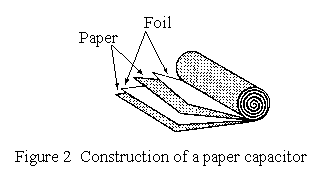 Foil
Paper
Figure 2 Construction of a paper capacitor